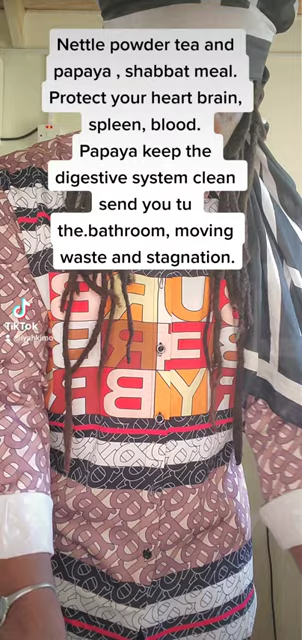 Nettle powder tea and
papaya , shabbat meal.
Protect your heart brain,
spleen, blood.
Papaya keep the
digestive system clean
send you tu
the.bathroom, moving
waste and stagnation.
TikTok